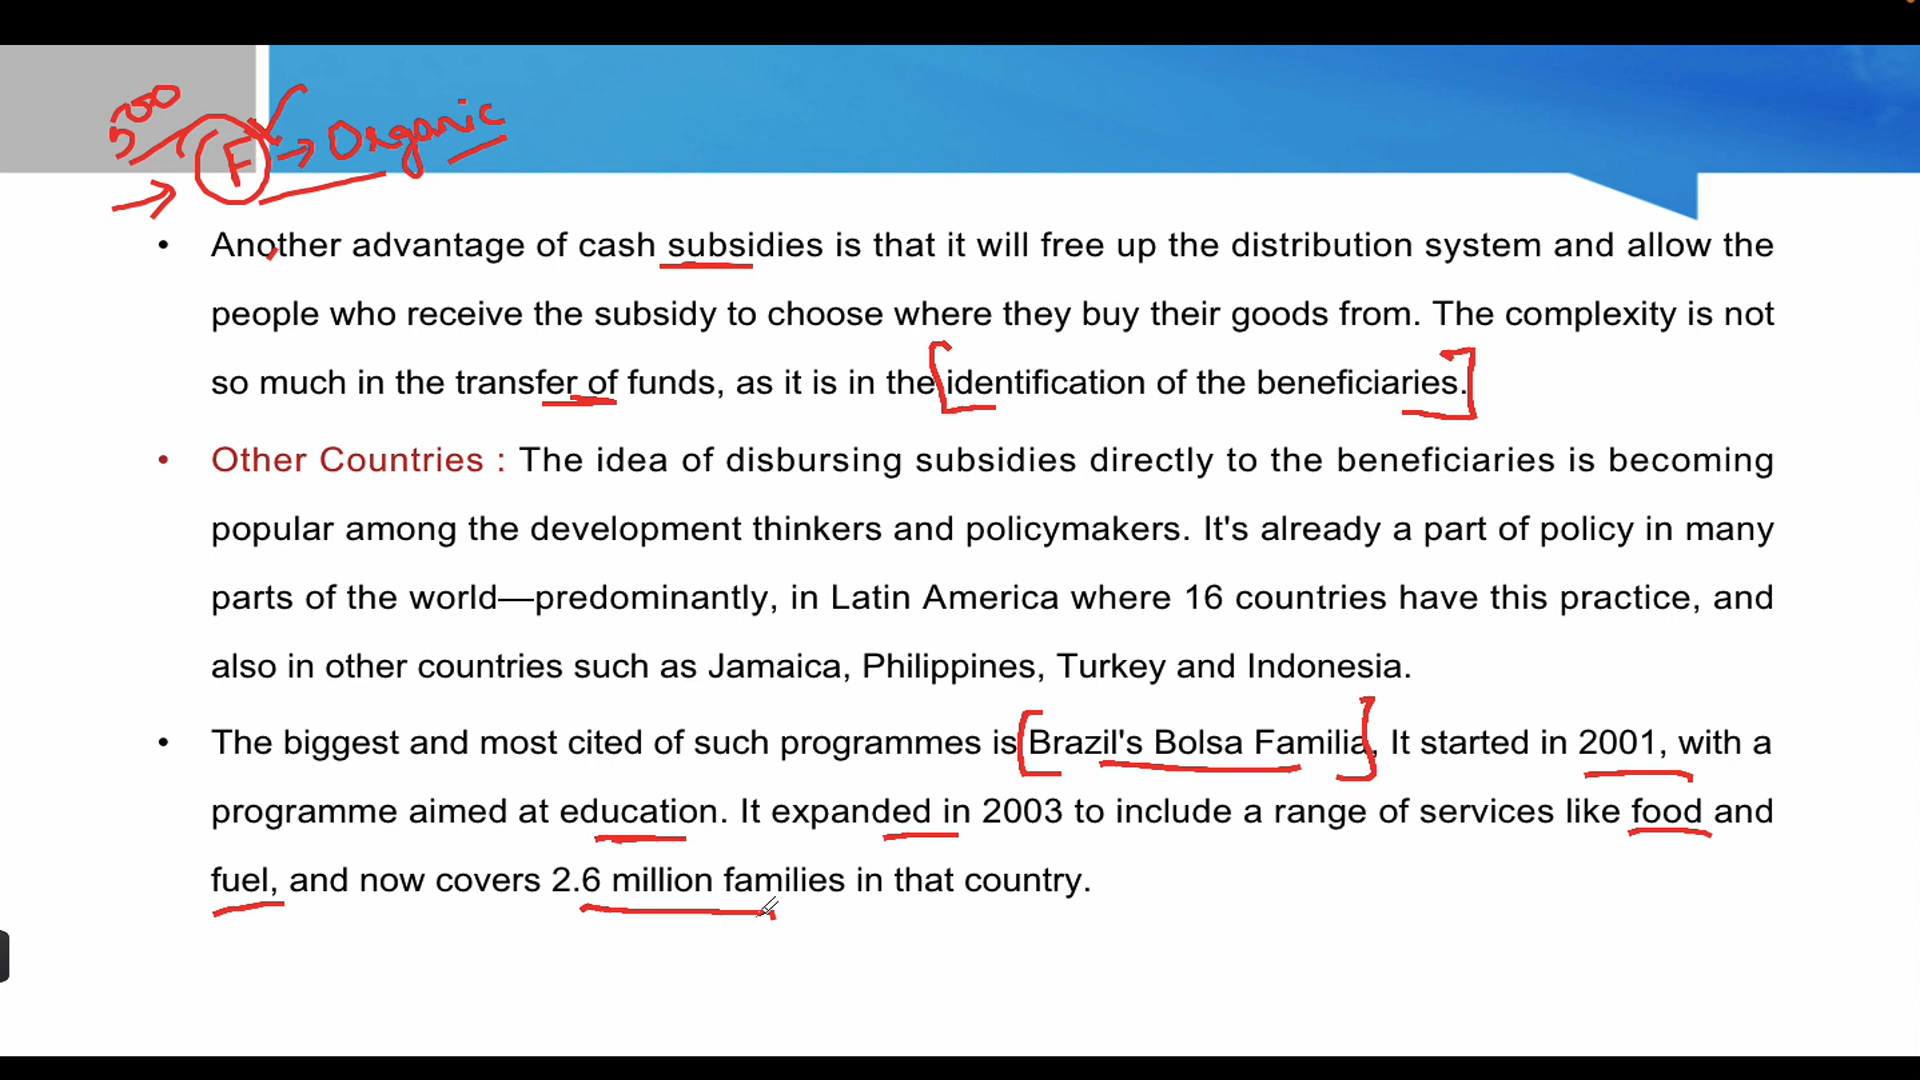 5000
F → Organic
• Another advantage of cash subsidies is that it will free up the distribution system and allow the
people who receive the subsidy to choose where they buy their goods from. The complexity is not
so much in the transfer of funds, as it is in the identification of the beneficiaries.
• Other Countries : The idea of disbursing subsidies directly to the beneficiaries is becoming
popular among the development thinkers and policymakers. It's already a part of policy in many
parts of the world—predominantly, in Latin America where 16 countries have this practice, and
also in other countries such as Jamaica, Philippines, Turkey and Indonesia.
• The biggest and most cited of such programmes is Brazil's Bolsa Familia, It started in 2001, with a
programme aimed at education. It expanded in 2003 to include a range of services like food and
fuel, and now covers 2.6 million families in that country.